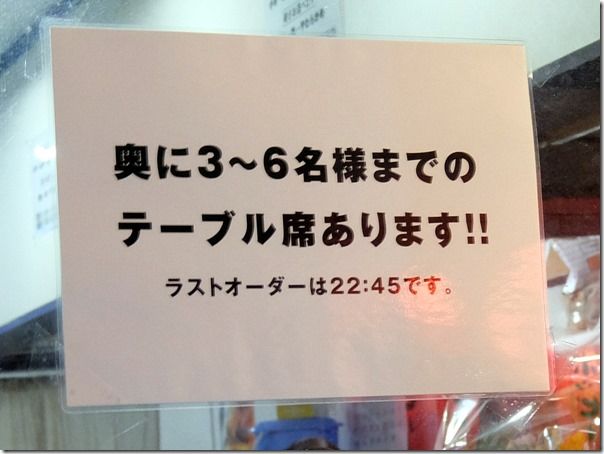 奥に3〜6名様までの
テーブル席あります!!
ラストオーダーは22:45です。